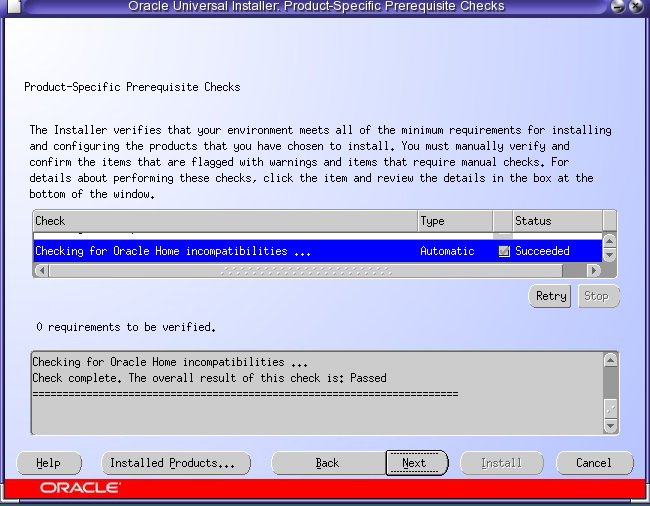 Oracle Universal Installer: Product-Specific Prerequisite Checks
Product-Specific Prerequisite Checks
The Installer verifies that your environment meets all of the minimum requirements for installing
and configuring the products that you have chosen to install. You must manually verify and
confirm the items that are flagged with warnings and items that require manual checks. For
details about performing these checks, click the item and review the details in the box at the
bottom of the window.
Check Type Status
Checking for Oracle Home incompatibilities ... Automatic Succeeded
Retry Stop
0 requirements to be verified.
Checking for Oracle Home incompatibilities ...
Check complete. The overall result of this check is: Passed
========================================================================
Help Installed Products... Back Next Install Cancel
ORACLE